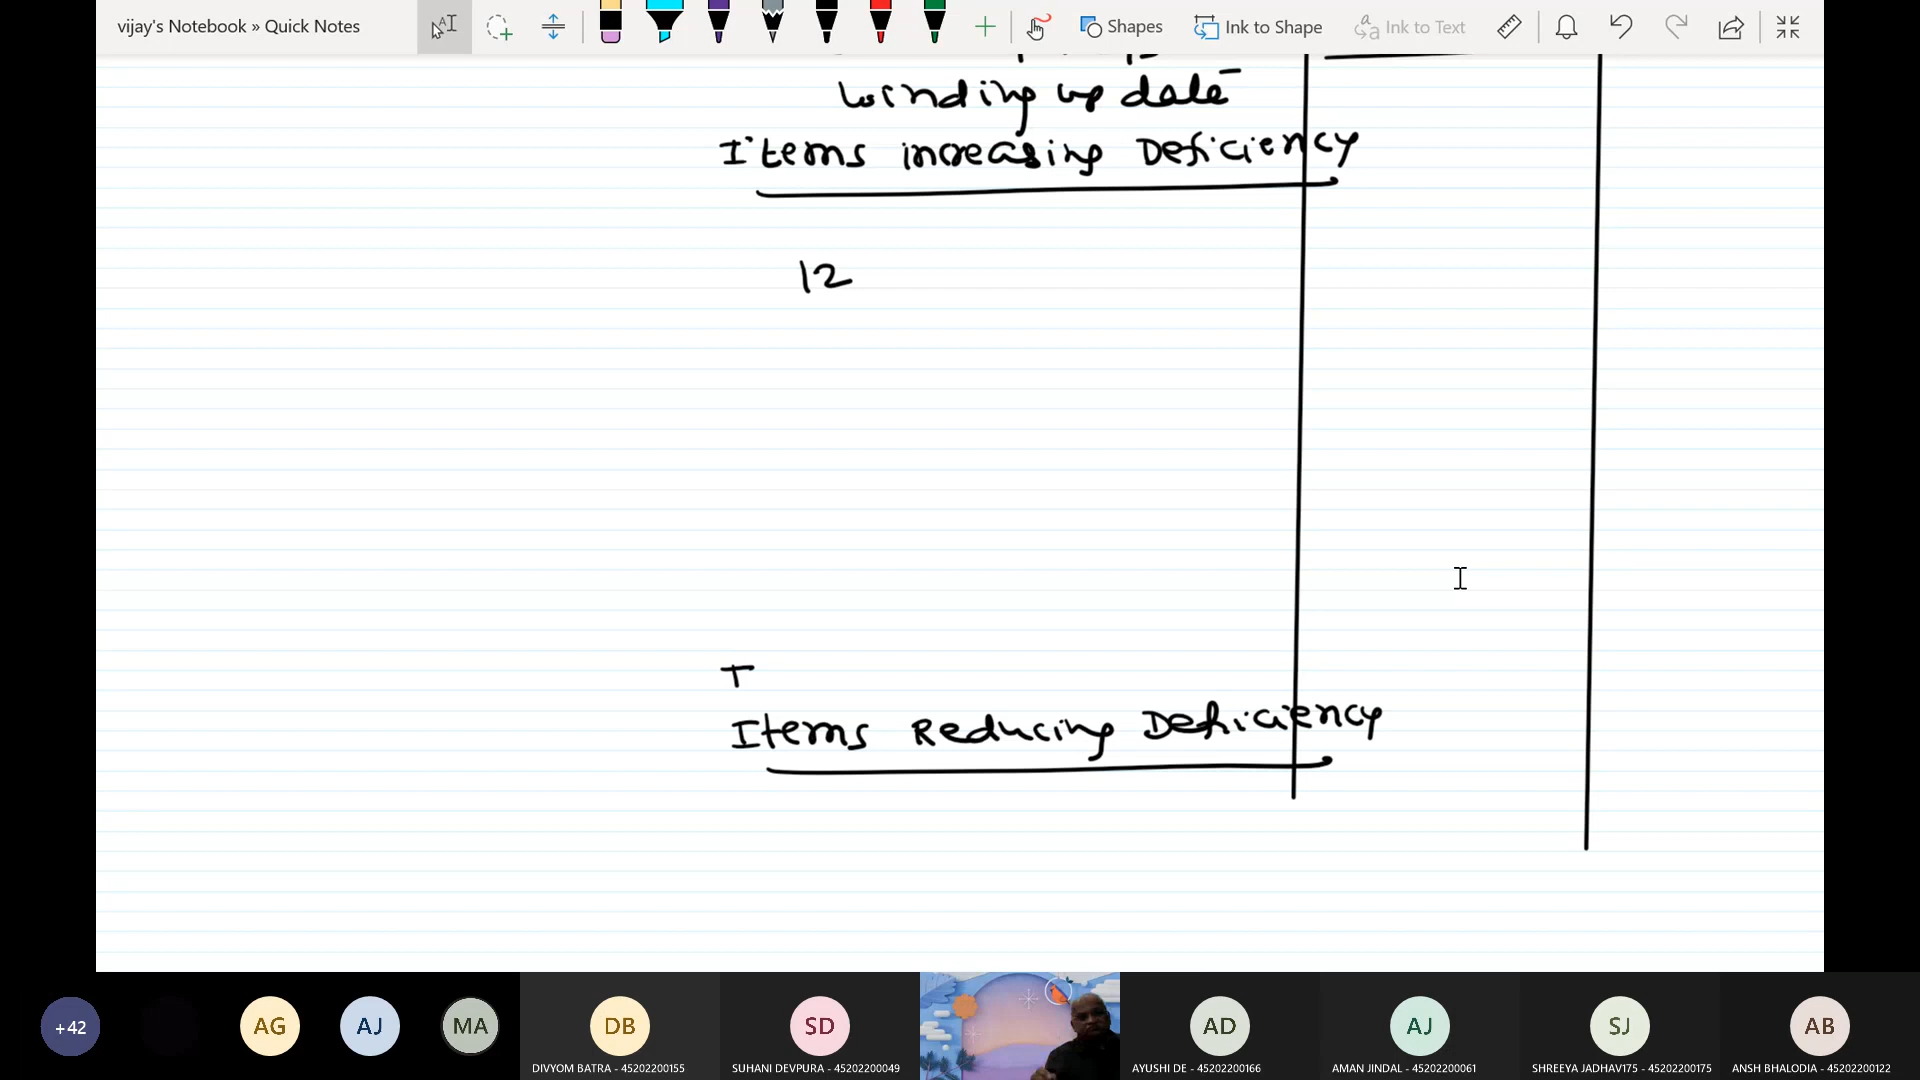 vijay's Notebook » Quick Notes
Shapes
Ink to Shape
Ink to Text
winding up date
Items increasing Deficiency
12
I
Items Reducing Deficiency
+42
AG
AJ
MA
DB
SD
AD
AJ
SJ
AB
DIVYOM BATRA - 45202200155
SUHANI DEVPURA - 45202200049
AYUSHI DE - 45202200166
AMAN JINDAL - 45202200061
SHREEYA JADHAV175 - 45202200175
ANSH BHALODIA - 45202200122